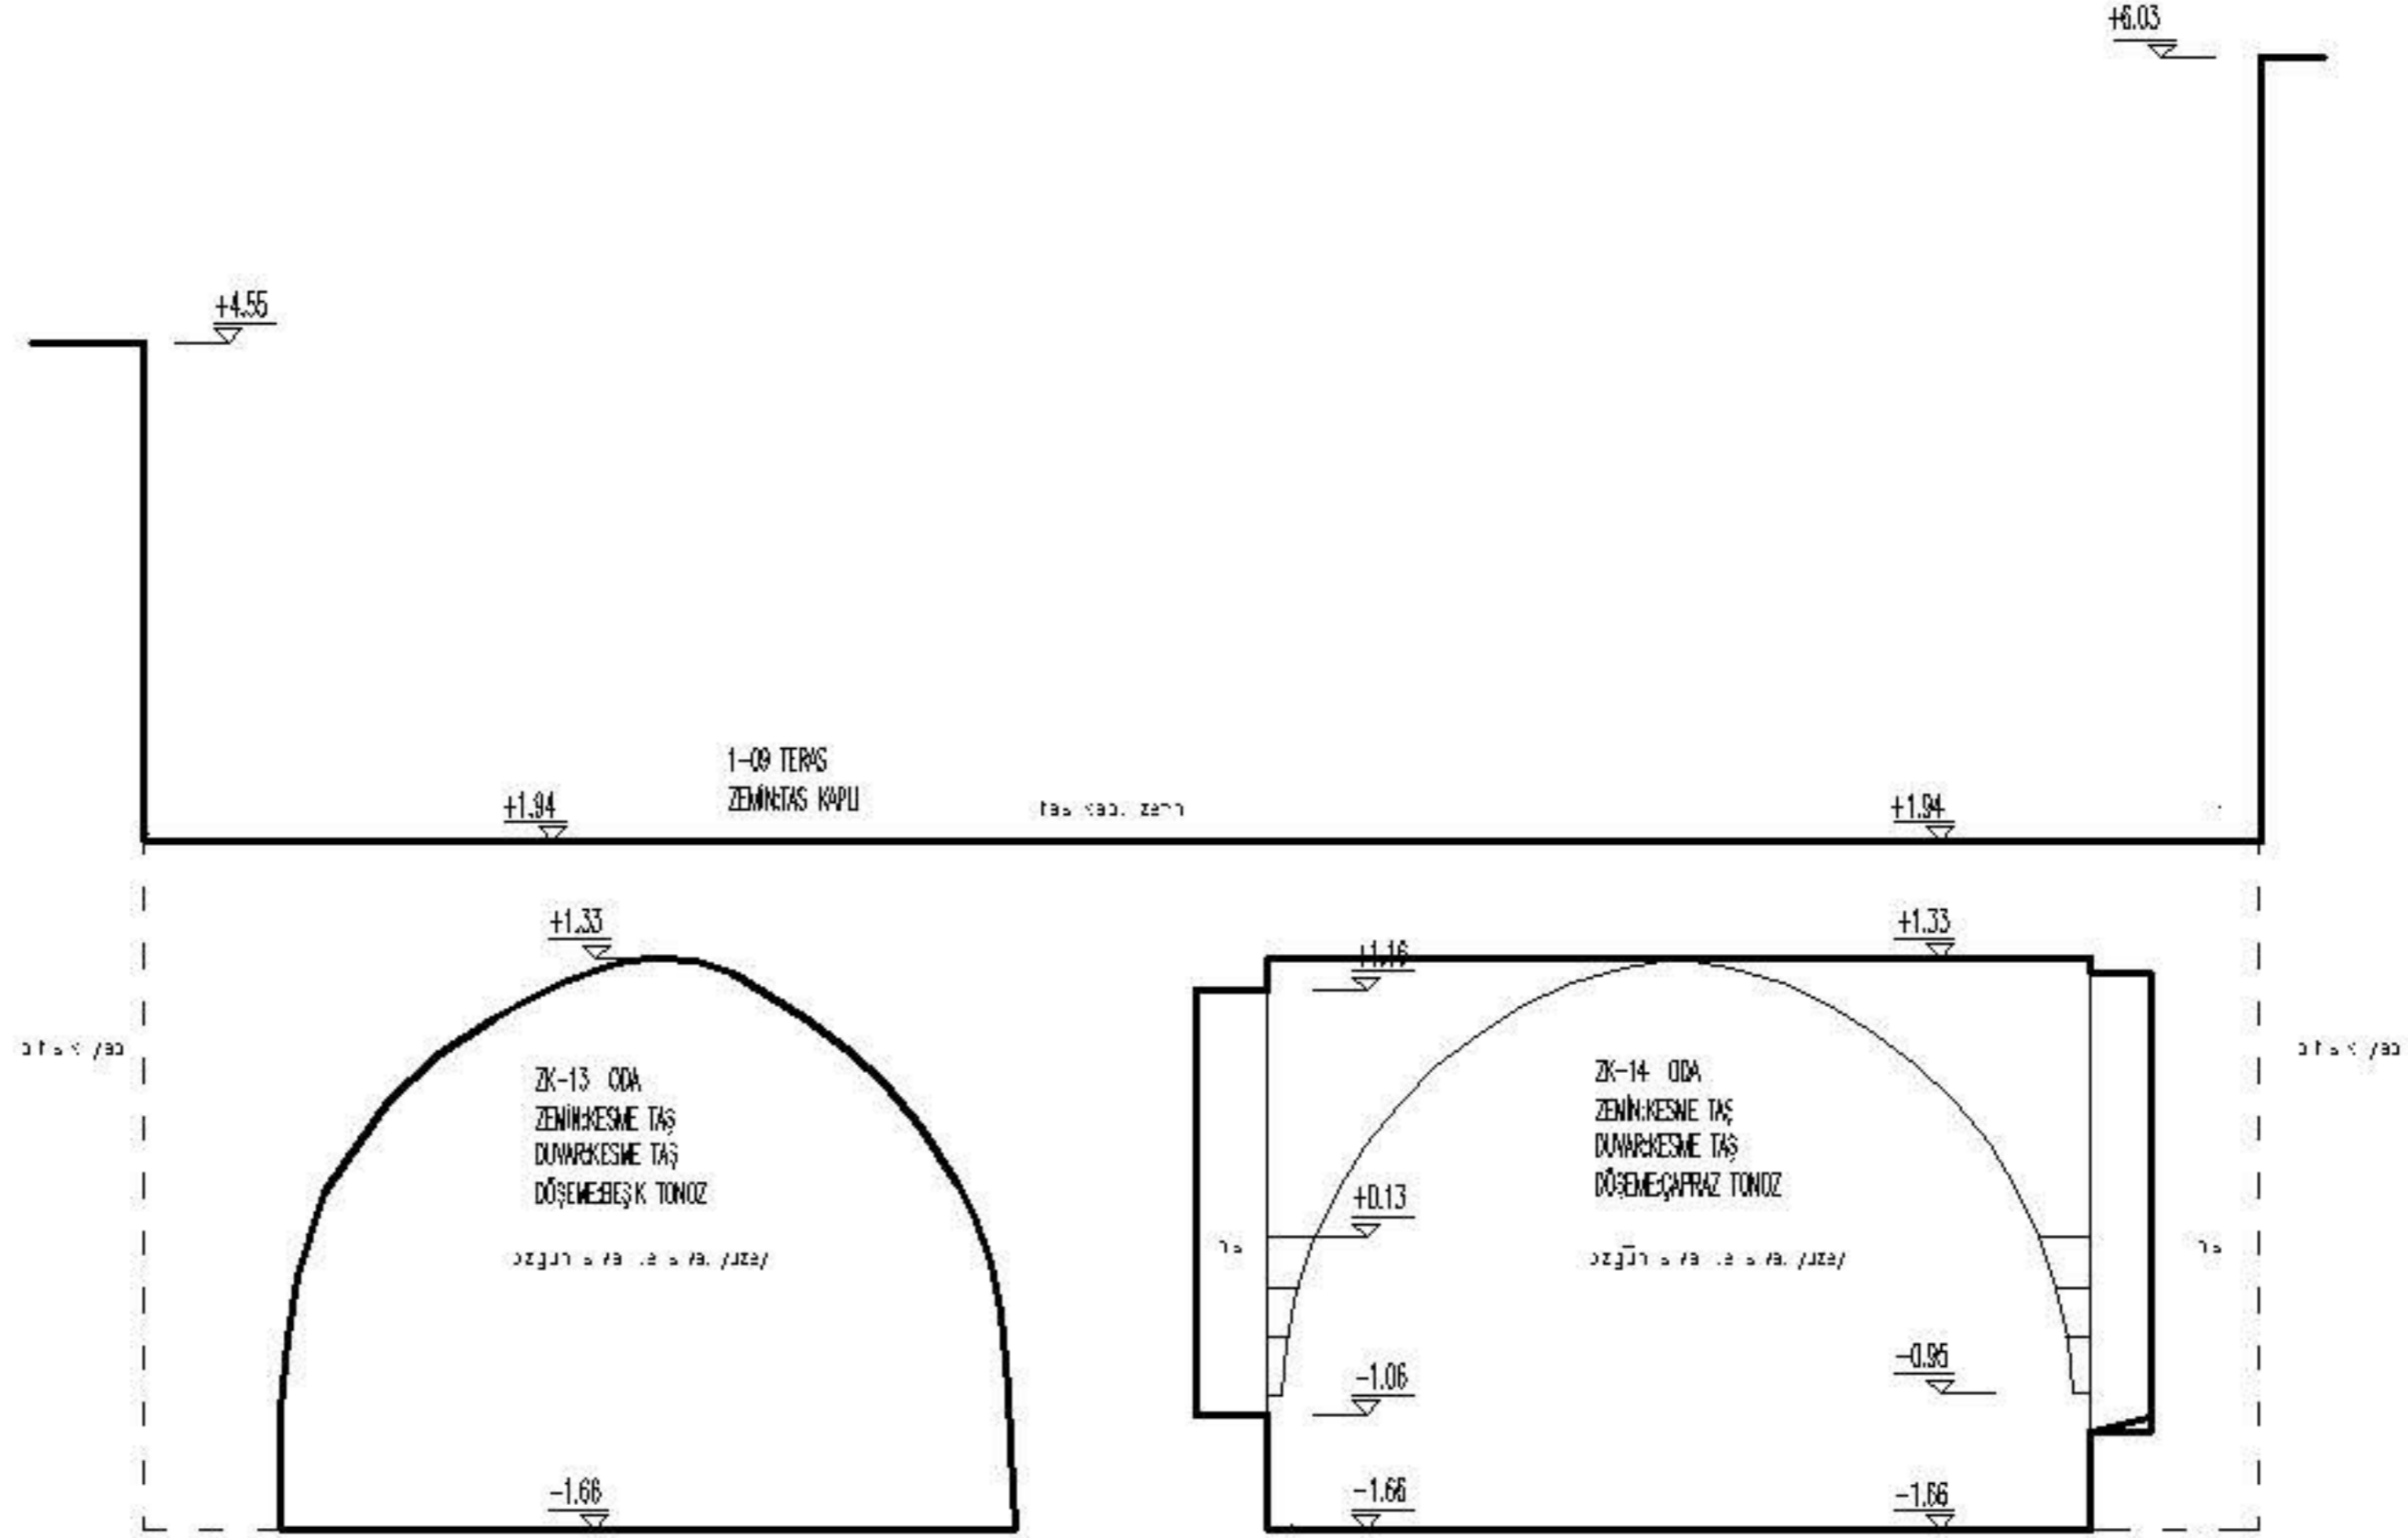 +6.03
+4.55
1-09 TERAS
ZEMİN:TAS KAPLI
+1.94
+1.94
+1.33
+1.33
+1.16
ZK-13 ODA
ZEMİN:KESME TAŞ
DUVAR:KESME TAŞ
DÖŞEME:BEŞİK TONOZ
ZK-14 ODA
ZEMİN:KESME TAŞ
DUVAR:KESME TAŞ
DÖŞEME:ÇAPRAZ TONOZ
+0.13
-0.95
-1.06
-1.66
-1.66
-1.66